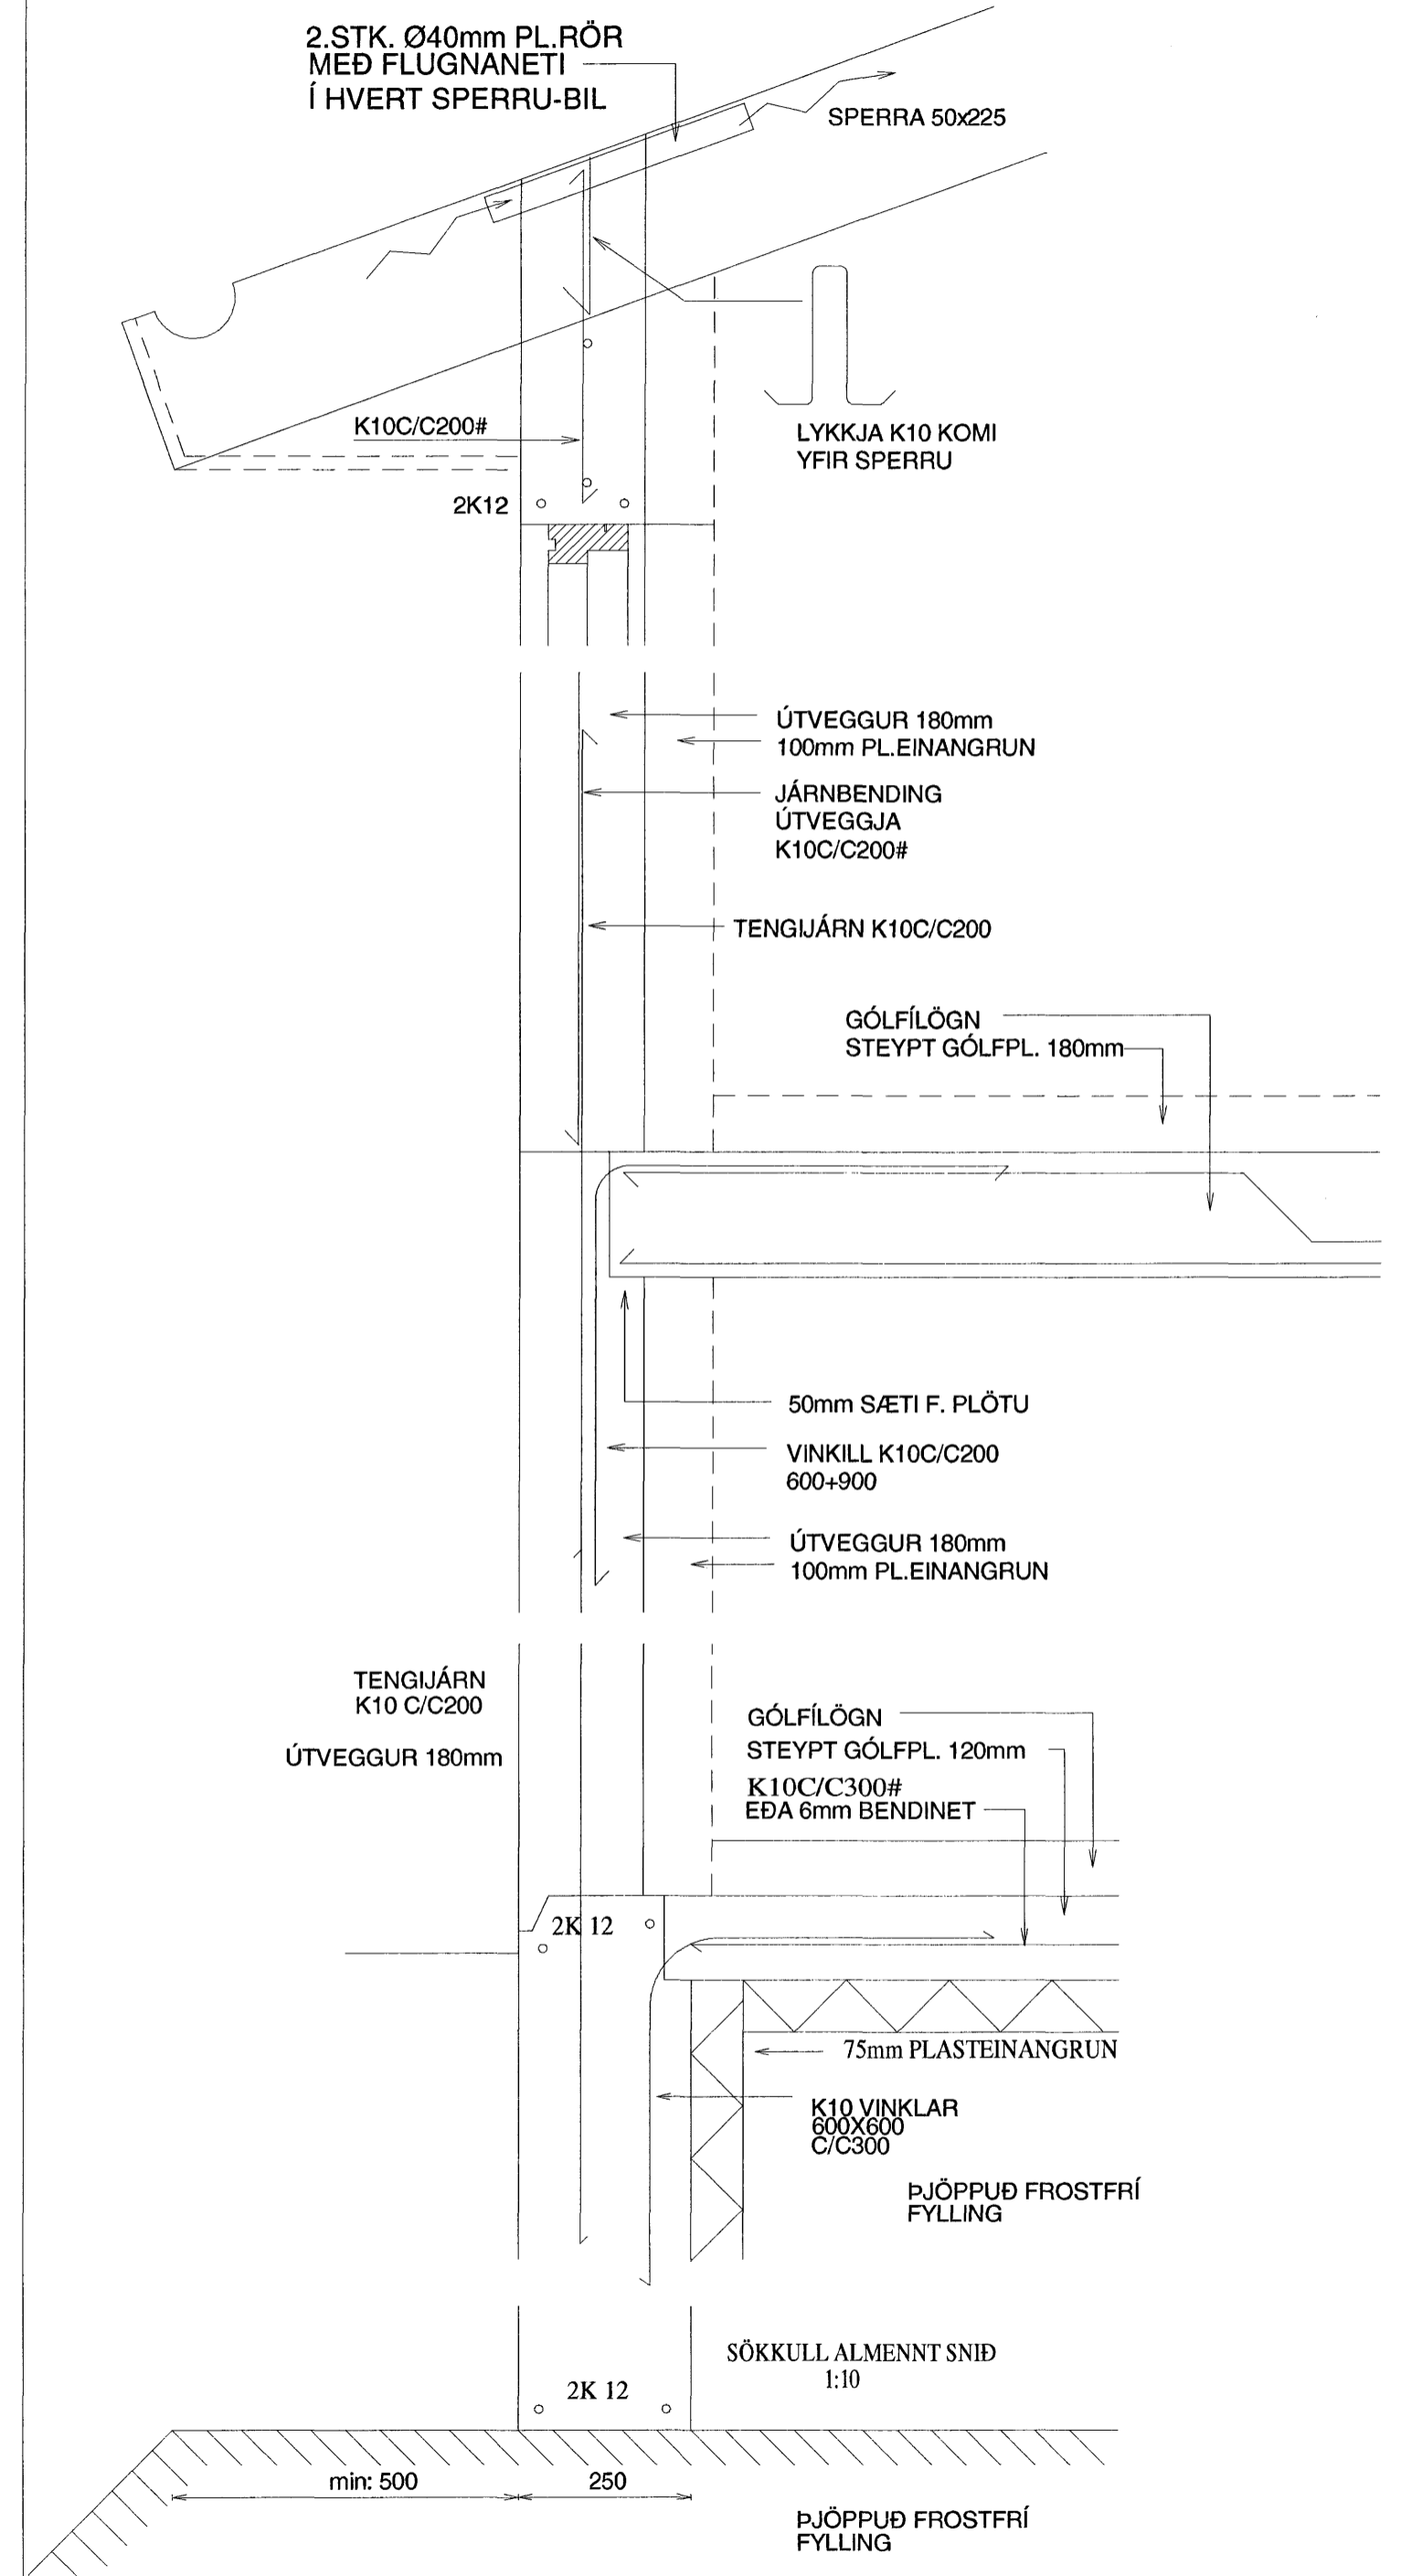 2.STK. Ø40mm PL.RÖR
MEÐ FLUGNANETI
Í HVERT SPERRU-BIL
SPERRA 50x225
K10C/C200#
LYKKJA K10 KOMI
YFIR SPERRU
2K12
ÚTVEGGUR 180mm
100mm PL.EINANGRUN
JÁRNBENDING
ÚTVEGGJA
K10C/C200#
TENGIJÁRN K10C/C200
GÓLFÍLÖGN
STEYPT GÓLFPL. 180mm
50mm SÆTI F. PLÖTU
VINKILL K10C/C200
600+900
ÚTVEGGUR 180mm
100mm PL.EINANGRUN
TENGIJÁRN
K10 C/C200
ÚTVEGGUR 180mm
GÓLFÍLÖGN
STEYPT GÓLFPL. 120mm
K10C/C300#
EÐA 6mm BENDINET
2K 12
75mm PLASTEINANGRUN
K10 VINKLAR
600X600
C/C300
ÞJÖPPUÐ FROSTFRÍ
FYLLING
SÖKKULL ALMENNT SNIÐ
1:10
2K 12
min: 500
250
ÞJÖPPUÐ FROSTFRÍ
FYLLING